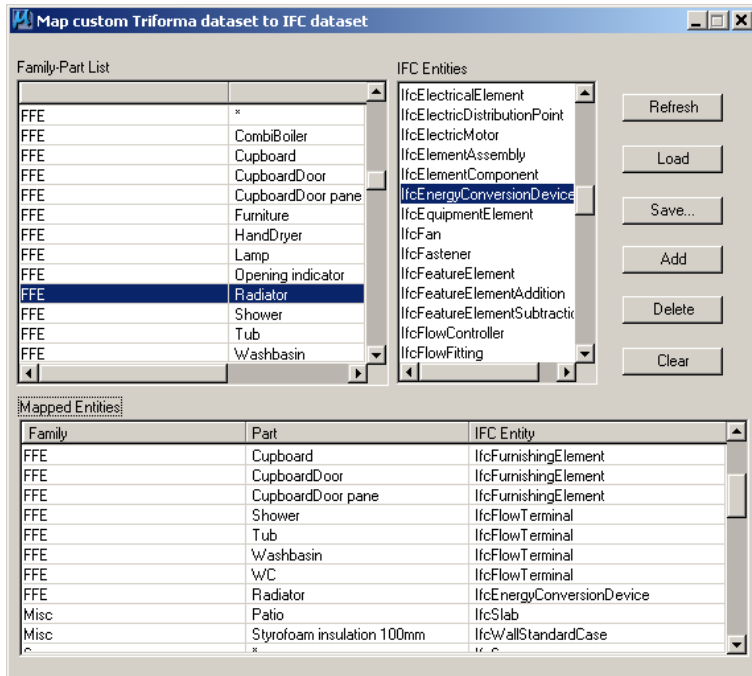 Map custom Triforma dataset to IFC dataset
Family-Part List
FFE *
FFE CombiBoiler
FFE Cupboard
FFE CupboardDoor
FFE CupboardDoor pane
FFE Furniture
FFE HandDryer
FFE Lamp
FFE Opening indicator
FFE Radiator
FFE Shower
FFE Tub
FFE Washbasin
IFC Entities
IfcElectricalElement
IfcElectricDistributionPoint
IfcElectricMotor
IfcElementAssembly
IfcElementComponent
IfcEnergyConversionDevice
IfcEquipmentElement
IfcFan
IfcFastener
IfcFeatureElement
IfcFeatureElementAddition
IfcFeatureElementSubtractic
IfcFlowController
IfcFlowFitting
Refresh
Load
Save...
Add
Delete
Clear
Mapped Entities
Family Part IFC Entity
FFE Cupboard IfcFurnishingElement
FFE CupboardDoor IfcFurnishingElement
FFE CupboardDoor pane IfcFurnishingElement
FFE Shower IfcFlowTerminal
FFE Tub IfcFlowTerminal
FFE Washbasin IfcFlowTerminal
FFE WC IfcFlowTerminal
FFE Radiator IfcEnergyConversionDevice
Misc Patio IfcSlab
Misc Styrofoam insulation 100mm IfcWallStandardCase